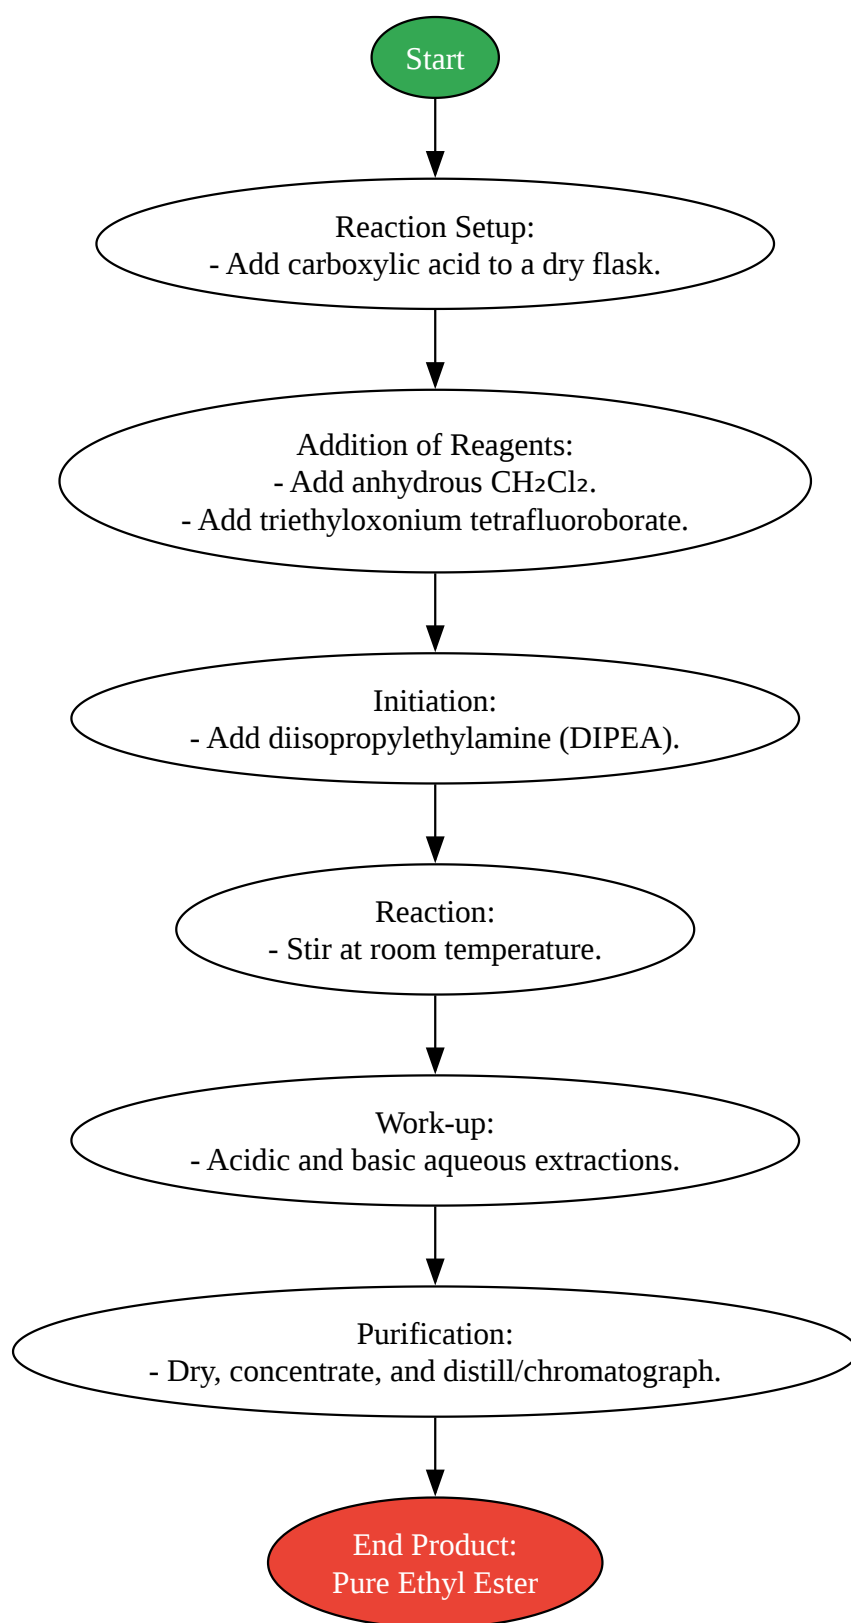 Start
Reaction Setup:
- Add carboxylic acid to a dry flask.
Addition of Reagents:
- Add anhydrous CH₂Cl₂.
- Add triethyloxonium tetrafluoroborate.
Initiation:
- Add diisopropylethylamine (DIPEA).
Reaction:
- Stir at room temperature.
Work-up:
- Acidic and basic aqueous extractions.
Purification:
- Dry, concentrate, and distill/chromatograph.
End Product:
Pure Ethyl Ester